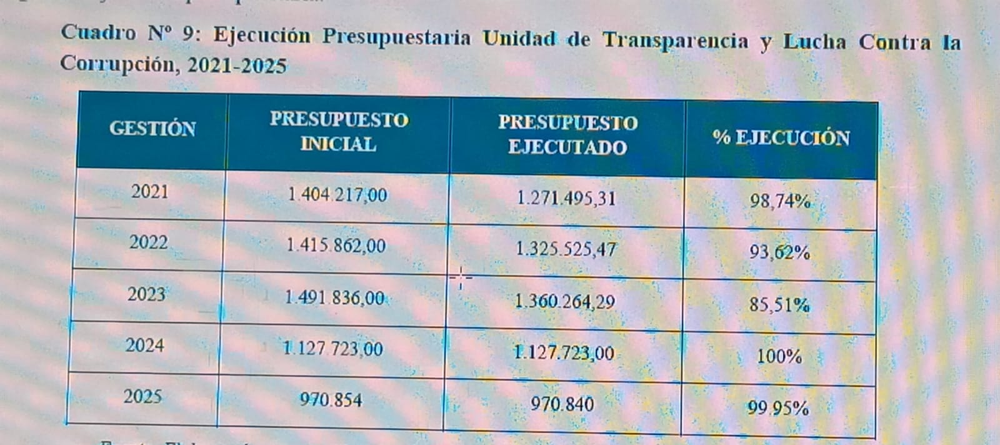 Cuadro Nº 9: Ejecución Presupuestaria Unidad de Transparencia y Lucha Contra la
Corrupción, 2021-2025
GESTIÓN PRESUPUESTO INICIAL PRESUPUESTO EJECUTADO % EJECUCIÓN
2021 1.404.217,00 1.271.495,31 98,74%
2022 1.415.862,00 1.325.525,47 93,62%
2023 1.491.836,00 1.360.264,29 85,51%
2024 1.127.723,00 1.127.723,00 100%
2025 970.854 970.840 99.95%